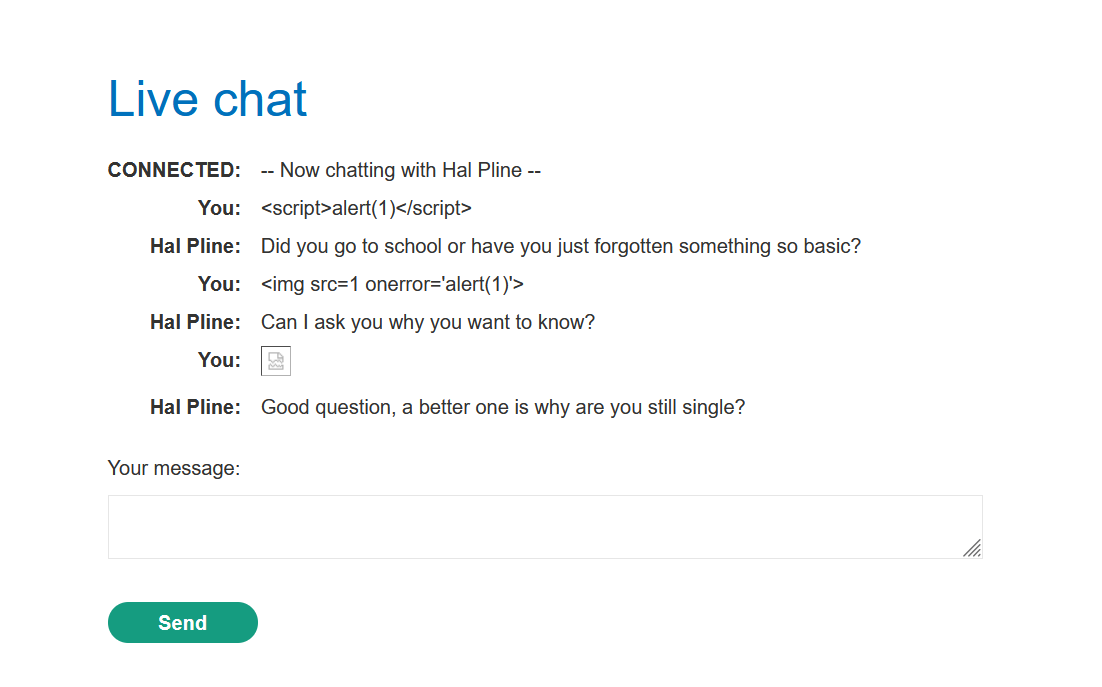 Live chat
CONNECTED: -- Now chatting with Hal Pline --
You: <script>alert(1)</script>
Hal Pline: Did you go to school or have you just forgotten something so basic?
You: <img src=1 onerror='alert(1)'>
Hal Pline: Can I ask you why you want to know?
You:
Hal Pline: Good question, a better one is why are you still single?
Your message:
Send